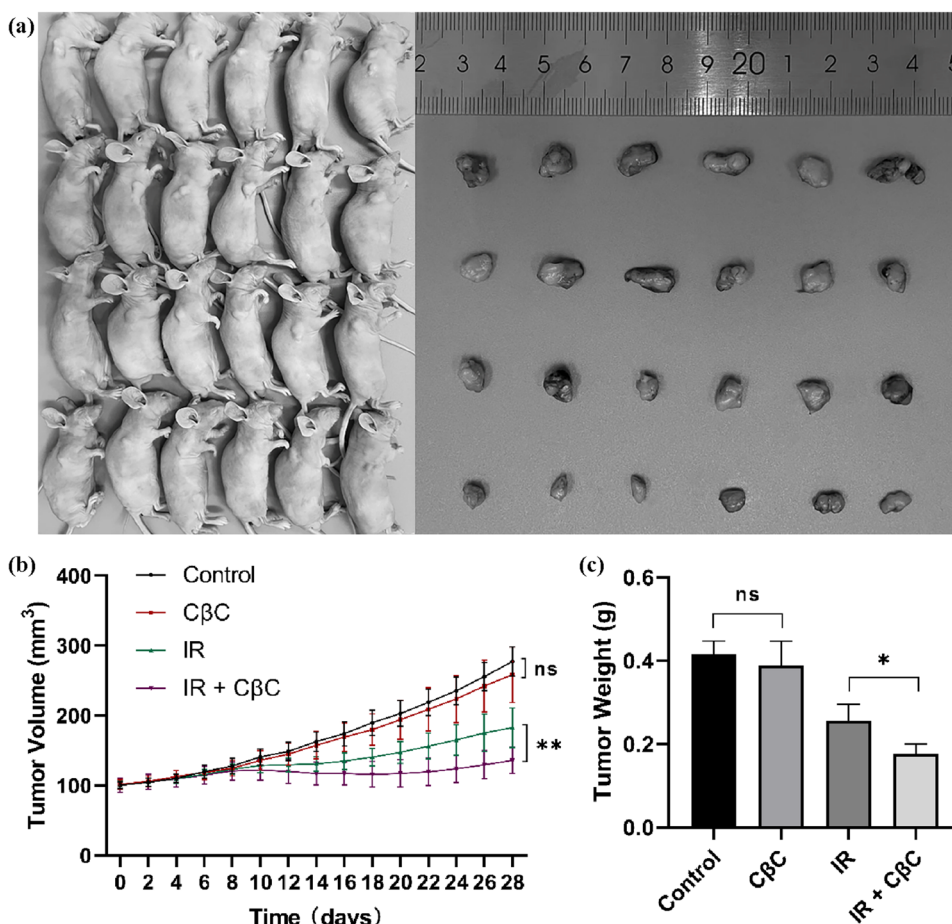 (a)
2 3 4 5 6 7 8 9 20 1 2 3 4 5
(b)
400
300
200
100
0
Tumor Volume (mm³)
Control
CβC
IR
IR + CβC
ns
**
0 2 4 6 8 10 12 14 16 18 20 22 24 26 28
Time (days)
(c)
0.6
0.4
0.2
0.0
Tumor Weight (g)
ns
*
Control
CβC
IR
IR + CβC